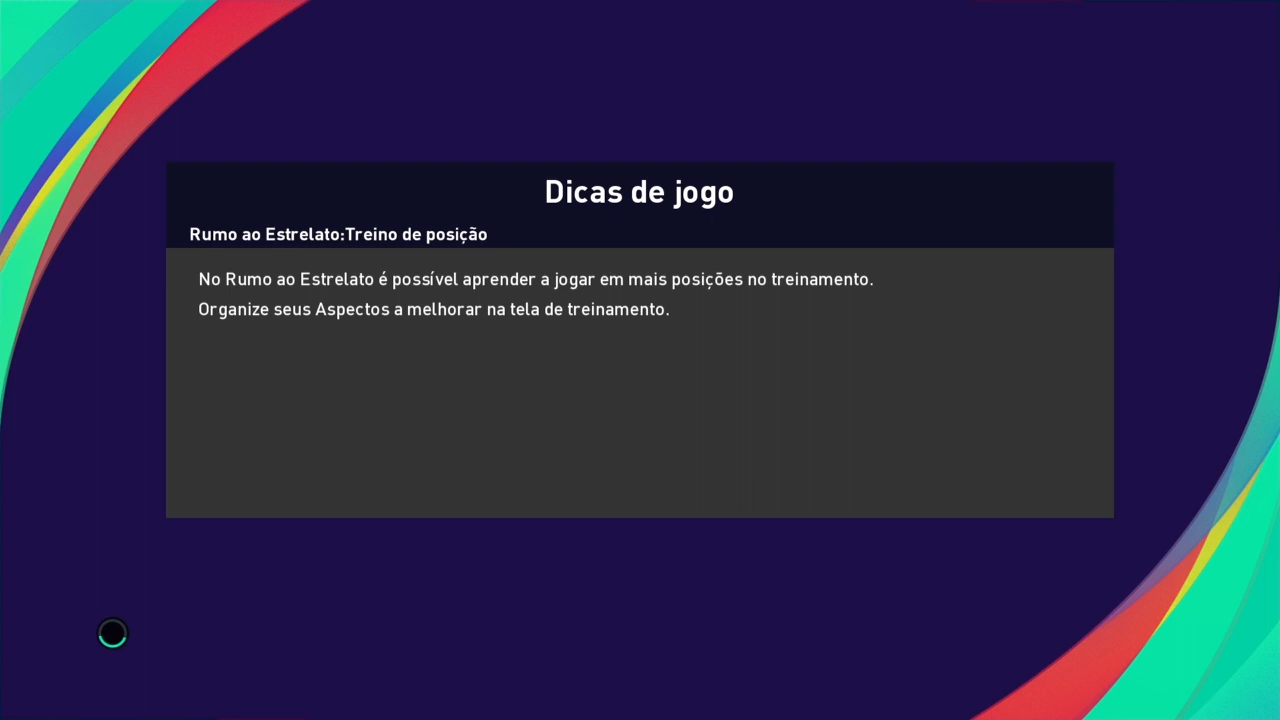 Dicas de jogo
Rumo ao Estrelato:Treino de posição
No Rumo ao Estrelato é possível aprender a jogar em mais posições no treinamento.
Organize seus Aspectos a melhorar na tela de treinamento.